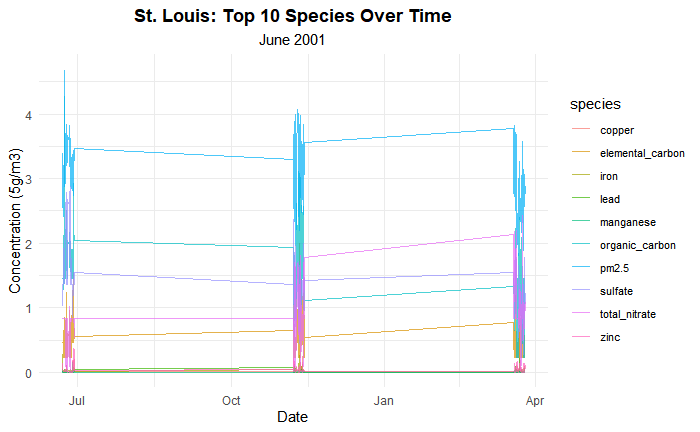 St. Louis: Top 10 Species Over Time
June 2001
Concentration (5g/m3)
4
3
2
1
0
Jul
Oct
Jan
Apr
Date
species
copper
elemental_carbon
iron
lead
manganese
organic_carbon
pm2.5
sulfate
total_nitrate
zinc